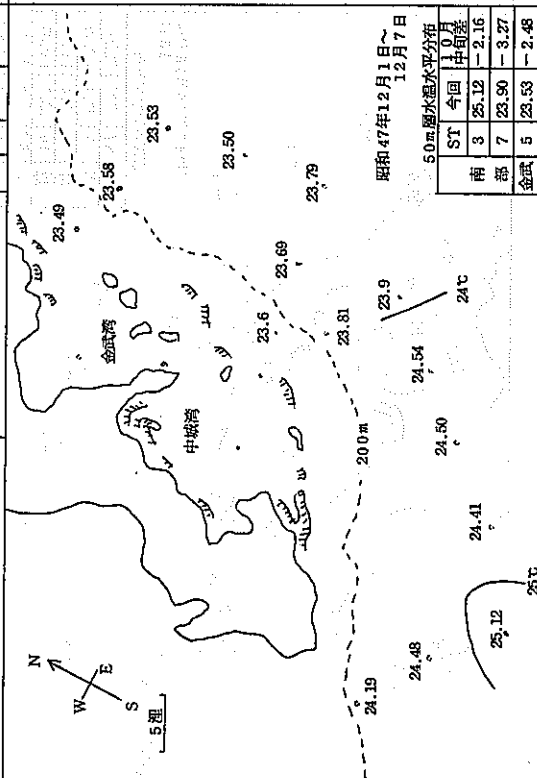 昭和47年12月1日~
12月7日
50m層水温水平分布
ST 今回 10月中旬差
南 3 25.12 -2.16
部 7 23.90 -3.27
金武 5 23.53 -2.48
23.49
23.58
23.53
23.50
23.79
23.69
23.6
23.81
23.9
24℃
24.54
24.50
24.41
25.12
25℃
24.48
24.19
200m
金武湾
中城湾
N
W
E
S
5浬